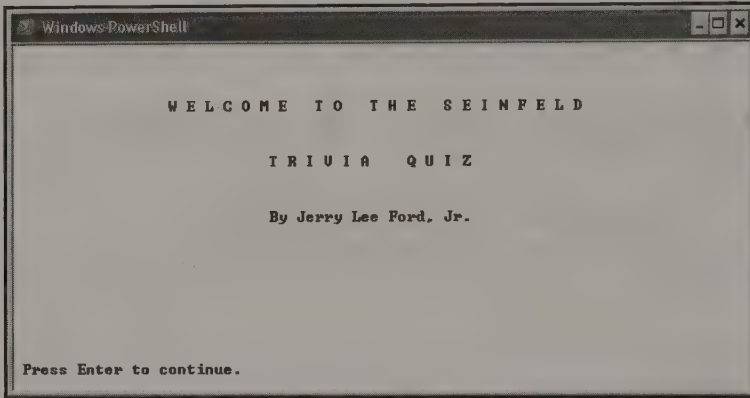 Windows PowerShell
W E L C O M E   T O   T H E   S E I N F E L D
T R I V I A   Q U I Z
By Jerry Lee Ford, Jr.
Press Enter to continue.